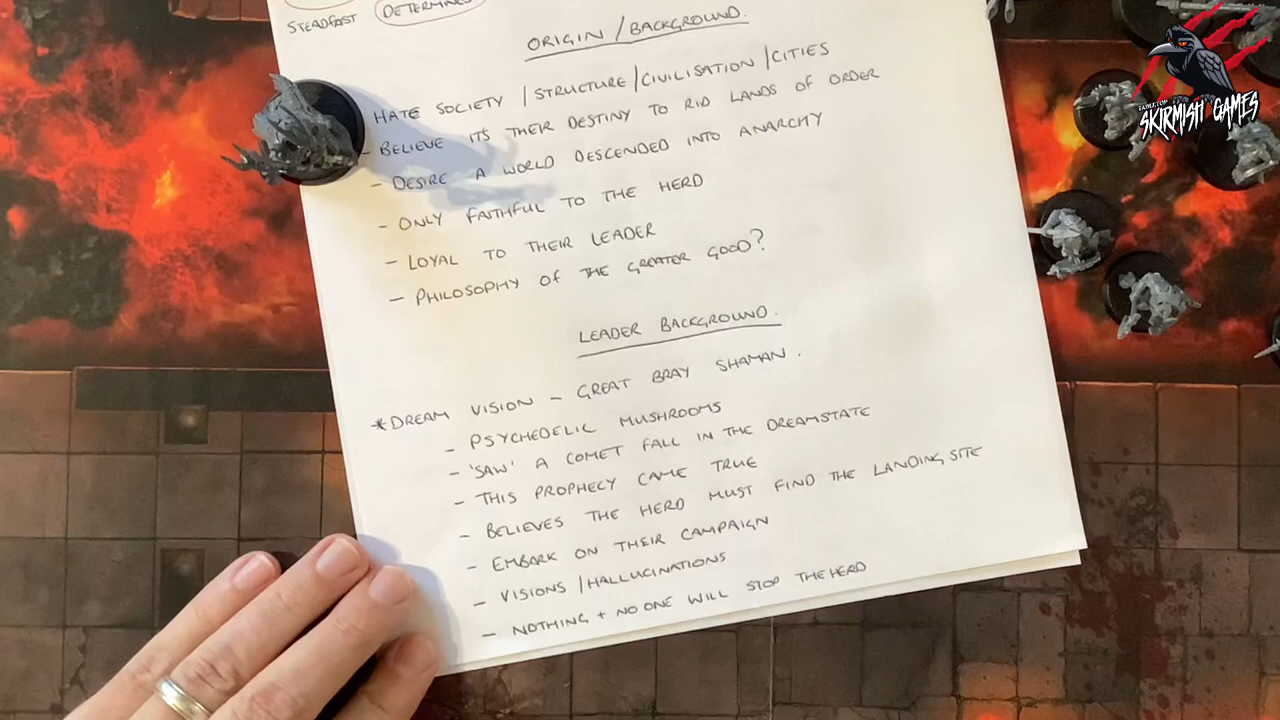 STEADFAST DETERMINED
ORIGIN / BACKGROUND.
HATE SOCIETY / STRUCTURE / CIVILISATION / CITIES
- BELIEVE ITS THEIR DESTINY TO RID LANDS OF ORDER
- DESIRE A WORLD DESCENDED INTO ANARCHY
- ONLY FAITHFUL TO THE HERD
- LOYAL TO THEIR LEADER
- PHILOSOPHY OF THE GREATER GOOD?
LEADER BACKGROUND.
*DREAM VISION - GREAT BRAY SHAMAN.
- PSYCHEDELIC MUSHROOMS
- 'SAW' A COMET FALL IN THE DREAMSTATE
- THIS PROPHECY CAME TRUE
- BELIEVES THE HERD MUST FIND THE LANDING SITE
- EMBARK ON THEIR CAMPAIGN
- VISIONS / HALLUCINATIONS
- NOTHING + NO ONE WILL STOP THE HERD
TABLETOP
SKIRMISH GAMES